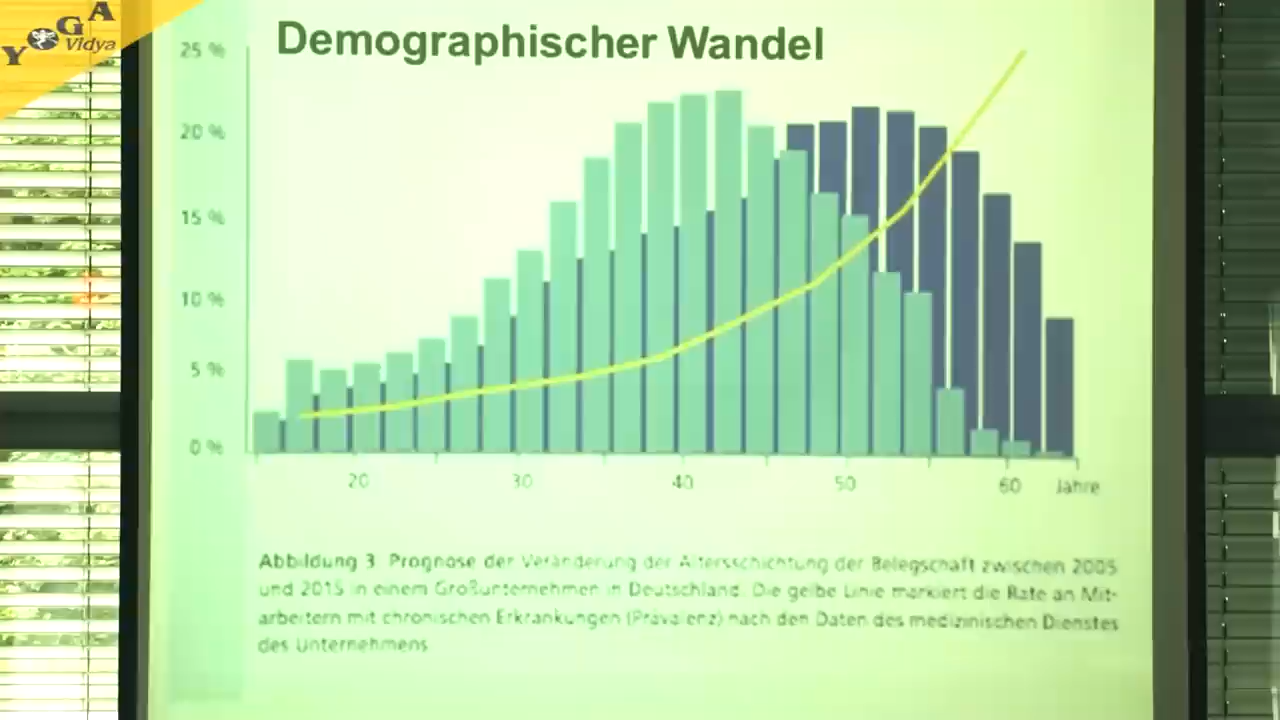 YOGA
Vidya
Demographischer Wandel
25 %
20 %
15 %
10 %
5 %
0 %
20 30 40 50 60 Jahre
Abbildung 3 Prognose der Veränderung der Altersschichtung der Belegschaft zwischen 2005
und 2015 in einem Großunternehmen in Deutschland. Die gelbe Linie markiert die Rate an Mit-
arbeitern mit chronischen Erkrankungen (Prävalenz) nach den Daten des medizinischen Dienstes
des Unternehmens